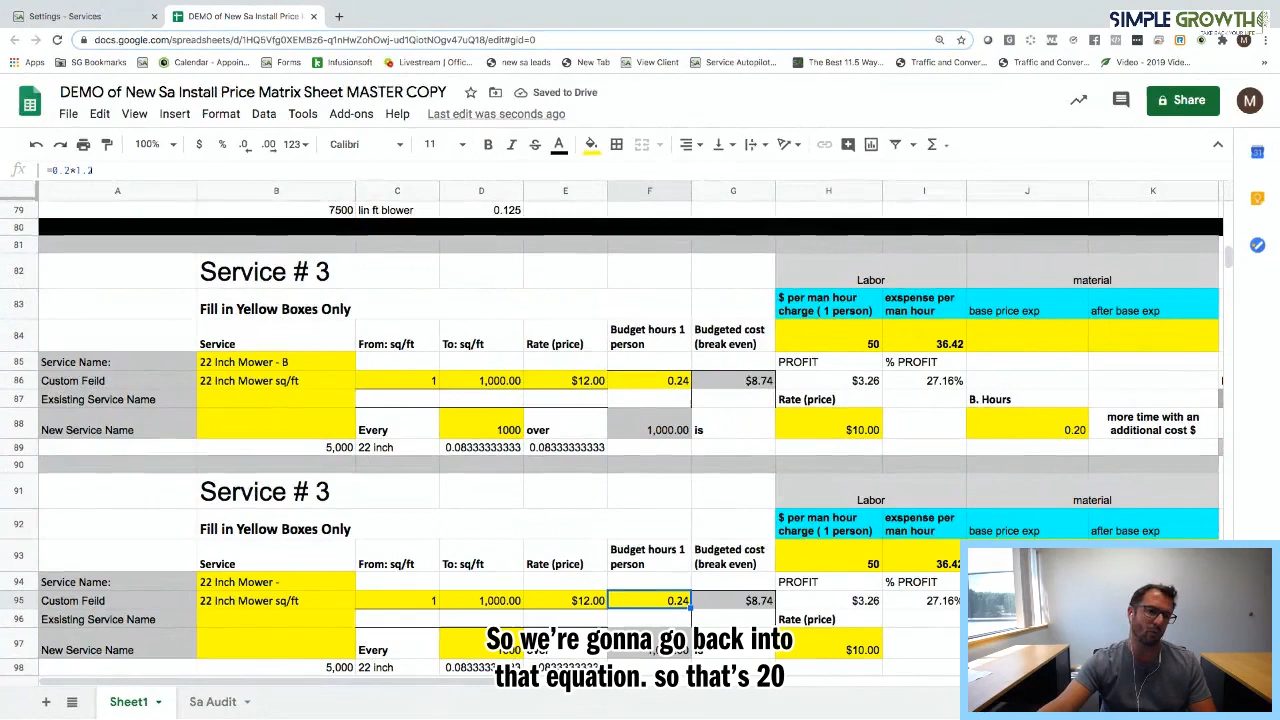 Settings - Services
DEMO of New Sa Install Price M
SIMPLE GROWTH
TAKE BACK YOUR LIFE
docs.google.com/spreadsheets/d/1HQ5Vfg0XEMBz6-q1nHwZohOwj-ud1QiotNOgv47uQ18/edit#gid=0
Apps SG Bookmarks Calendar - Appoin... Forms Infusionsoft Livestream | Offic... new sa leads New Tab View Client Service Autopilot... The Best 11.5 Way... Traffic and Conver... Traffic and Conver... Video - 2019 Vide...
DEMO of New Sa Install Price Matrix Sheet MASTER COPY Saved to Drive
File Edit View Insert Format Data Tools Add-ons Help Last edit was seconds ago Share M
100% $ % .0 .00 123 Calibri 11 B I S A
fx =0.2*1.2
A B C D E F G H I J K
79 7500 lin ft blower 0.125
80
81
82 Service # 3 Labor material
83 Fill in Yellow Boxes Only $ per man hour charge ( 1 person) exspense per man hour base price exp after base exp
84 Service From: sq/ft To: sq/ft Rate (price) Budget hours 1 person Budgeted cost (break even) 50 36.42
85 Service Name: 22 Inch Mower - B PROFIT % PROFIT
86 Custom Feild 22 Inch Mower sq/ft 1 1,000.00 $12.00 0.24 $8.74 $3.26 27.16%
87 Exsisting Service Name Rate (price) B. Hours
88 New Service Name Every 1000 over 1,000.00 is $10.00 0.20 more time with an additional cost $
89 5,000 22 inch 0.08333333333 0.08333333333
90
91 Service # 3 Labor material
92 Fill in Yellow Boxes Only $ per man hour charge ( 1 person) exspense per man hour base price exp after base exp
93 Service From: sq/ft To: sq/ft Rate (price) Budget hours 1 person Budgeted cost (break even) 50 36.42
94 Service Name: 22 Inch Mower - PROFIT % PROFIT
95 Custom Feild 22 Inch Mower sq/ft 1 1,000.00 $12.00 0.24 $8.74 $3.26 27.16%
96 Exsisting Service Name Rate (price)
97 New Service Name Every $10.00
98 5,000 22 inch
So we're gonna go back into
that equation. so that's 20
Sheet1 Sa Audit